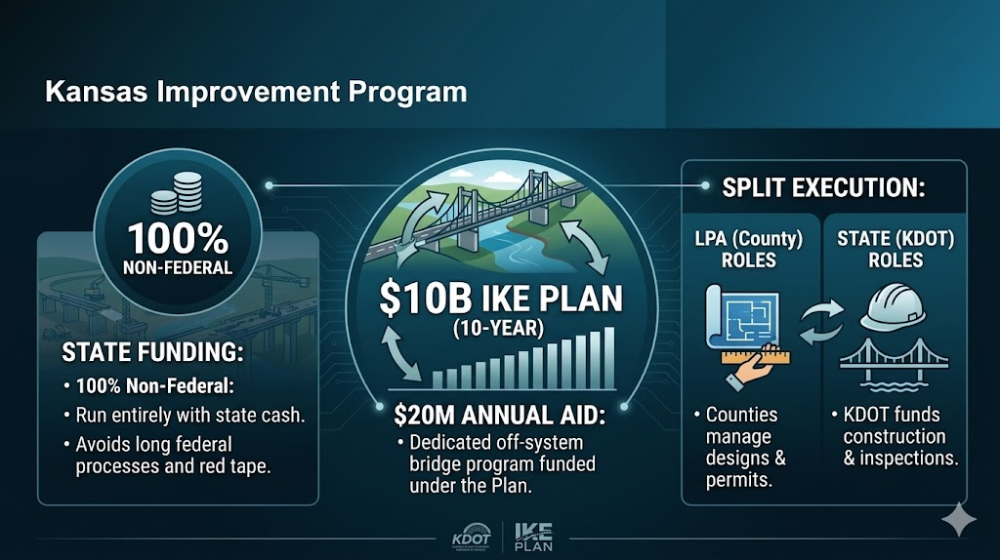 Kansas Improvement Program
100%
NON-FEDERAL
STATE FUNDING:
• 100% Non-Federal:
• Run entirely with state cash.
• Avoids long federal
processes and red tape.
$10B IKE PLAN
(10-YEAR)
$20M ANNUAL AID:
• Dedicated off-system
bridge program funded
under the Plan.
SPLIT EXECUTION:
LPA (County)
ROLES
• Counties
manage
designs &
permits.
STATE (KDOT)
ROLES
• KDOT funds
construction
& inspections.
KDOT
IKE
PLAN